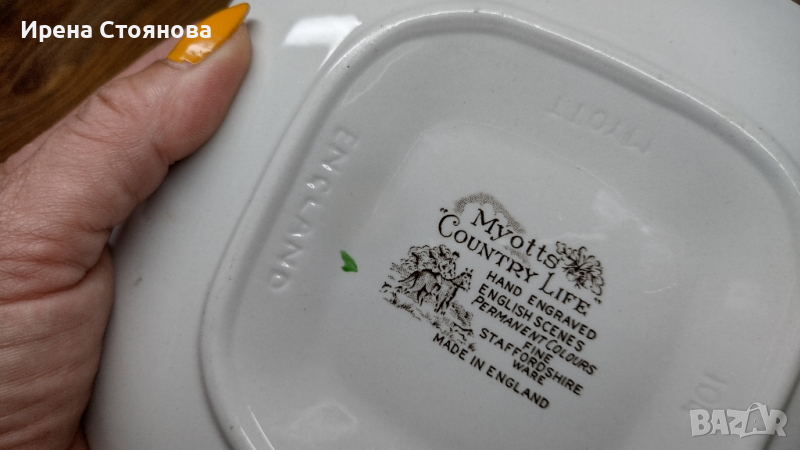 Ирена Стоянова
MYOTT
ENGLAND
Myotts
"COUNTRY LIFE"
HAND ENGRAVED
ENGLISH SCENES
PERMANENT COLOURS
FINE
STAFFORDSHIRE
WARE
MADE IN ENGLAND
BAZAR